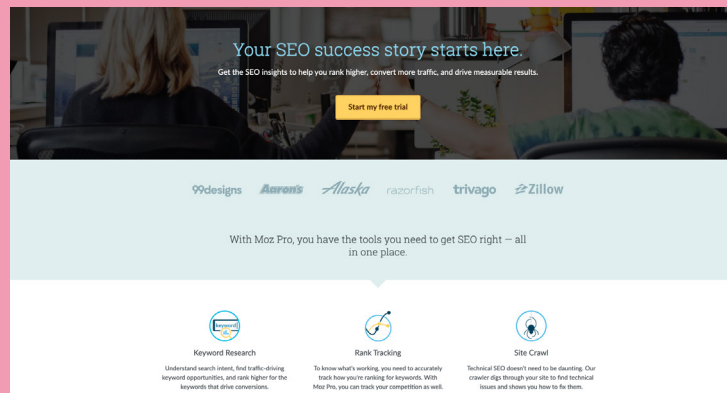 Your SEO success story starts here.
Get the SEO insights to help you rank higher, convert more traffic, and drive measurable results.
Start my free trial
99designs Aaron's Alaska razorfish trivago Zillow
With Moz Pro, you have the tools you need to get SEO right — all
in one place.
keyword
Keyword Research Rank Tracking Site Crawl
Understand search intent, find traffic-driving
keyword opportunities, and rank higher for the
keywords that drive conversions.
To know what's working, you need to accurately
track how you're ranking for keywords. With
Moz Pro, you can track your competition as well.
Technical SEO doesn't need to be daunting. Our
crawler digs through your site to find technical
issues and shows you how to fix them.